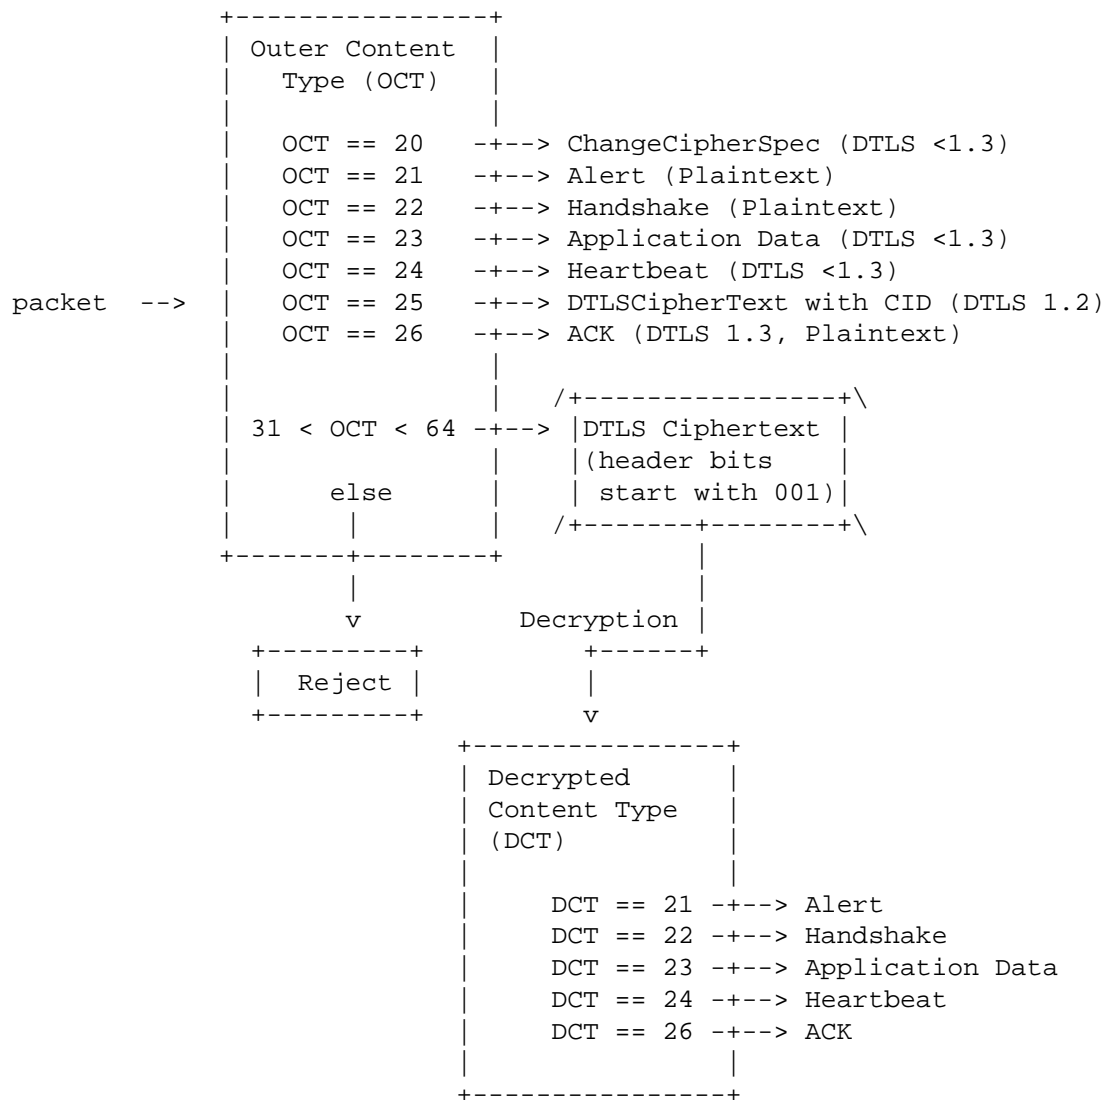 +----------------+
| Outer Content  |
|   Type (OCT)   |
|                |
|   OCT == 20   -+--> ChangeCipherSpec (DTLS <1.3)
|   OCT == 21   -+--> Alert (Plaintext)
|   OCT == 22   -+--> Handshake (Plaintext)
|   OCT == 23   -+--> Application Data (DTLS <1.3)
|   OCT == 24   -+--> Heartbeat (DTLS <1.3)
packet  -->  |   OCT == 25   -+--> DTLSCipherText with CID (DTLS 1.2)
|   OCT == 26   -+--> ACK (DTLS 1.3, Plaintext)
|                |
|                |   /+----------------+\
| 31 < OCT < 64 -+--> |DTLS Ciphertext |
|                |    |(header bits    |
|      else      |    | start with 001)|
|       |        |   /+-------+--------+\
+-------+--------+            |
|                     |
v          Decryption |
+---------+          +------+
|  Reject |          |
+---------+          v
+----------------+
| Decrypted      |
| Content Type   |
| (DCT)          |
|                |
|     DCT == 21 -+--> Alert
|     DCT == 22 -+--> Handshake
|     DCT == 23 -+--> Application Data
|     DCT == 24 -+--> Heartbeat
|     DCT == 26 -+--> ACK
|                |
+----------------+